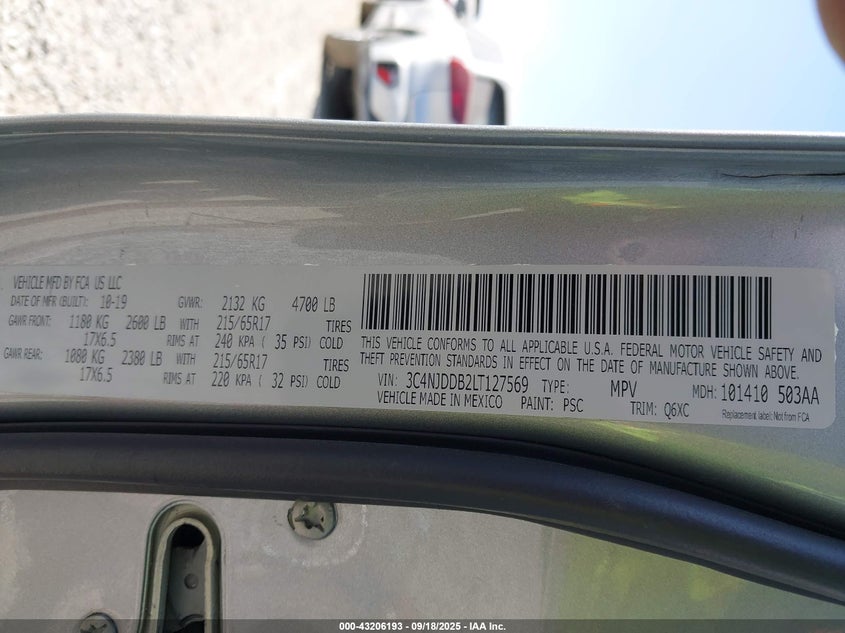 VEHICLE MFD BY FCA US LLC
DATE OF MFR (BUILT): 10-19 GVWR: 2132 KG 4700 LB
GAWR FRONT: 1180 KG 2600 LB WITH 215/65R17 TIRES
17X6.5 RIMS AT 240 KPA ( 35 PSI) COLD
GAWR REAR: 1080 KG 2380 LB WITH 215/65R17 TIRES
17X6.5 RIMS AT 220 KPA ( 32 PSI) COLD
THIS VEHICLE CONFORMS TO ALL APPLICABLE U.S.A. FEDERAL MOTOR VEHICLE SAFETY AND
THEFT PREVENTION STANDARDS IN EFFECT ON THE DATE OF MANUFACTURE SHOWN ABOVE.
VIN: 3C4NJDDB2LT127569 TYPE: MPV MDH: 101410 503AA
VEHICLE MADE IN MEXICO PAINT: PSC TRIM: Q6XC Replacement label; Not from FCA
000-43206193 - 09/18/2025 - IAA Inc.